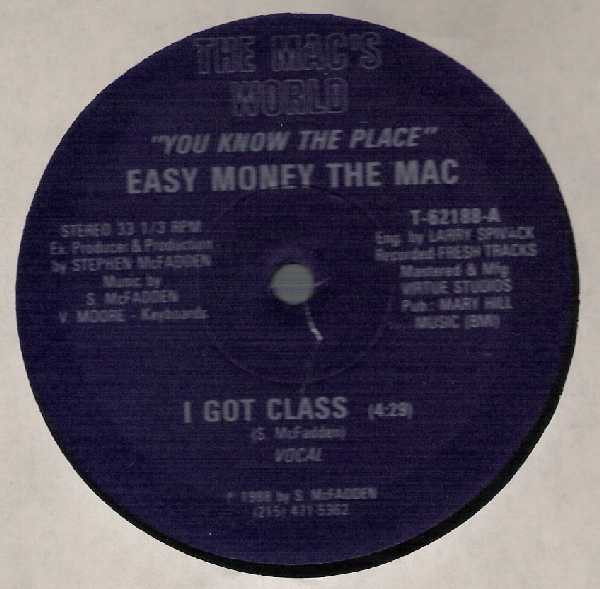 THE MAC'S
WORLD
"YOU KNOW THE PLACE"
EASY MONEY THE MAC
STEREO 33 1/3 RPM
Ex. Producer & Production
by STEPHEN McFADDEN
Music by
S. McFADDEN
V. MOORE - Keyboards
T-62188-A
Eng. by LARRY SPIVACK
Recorded FRESH TRACKS
Mastered & Mfg
VIRTUE STUDIOS
Pub: MARY HILL
MUSIC (BMI)
I GOT CLASS (4:29)
(S. McFadden)
VOCAL
1988 by S. McFADDEN
(215) 471-5362